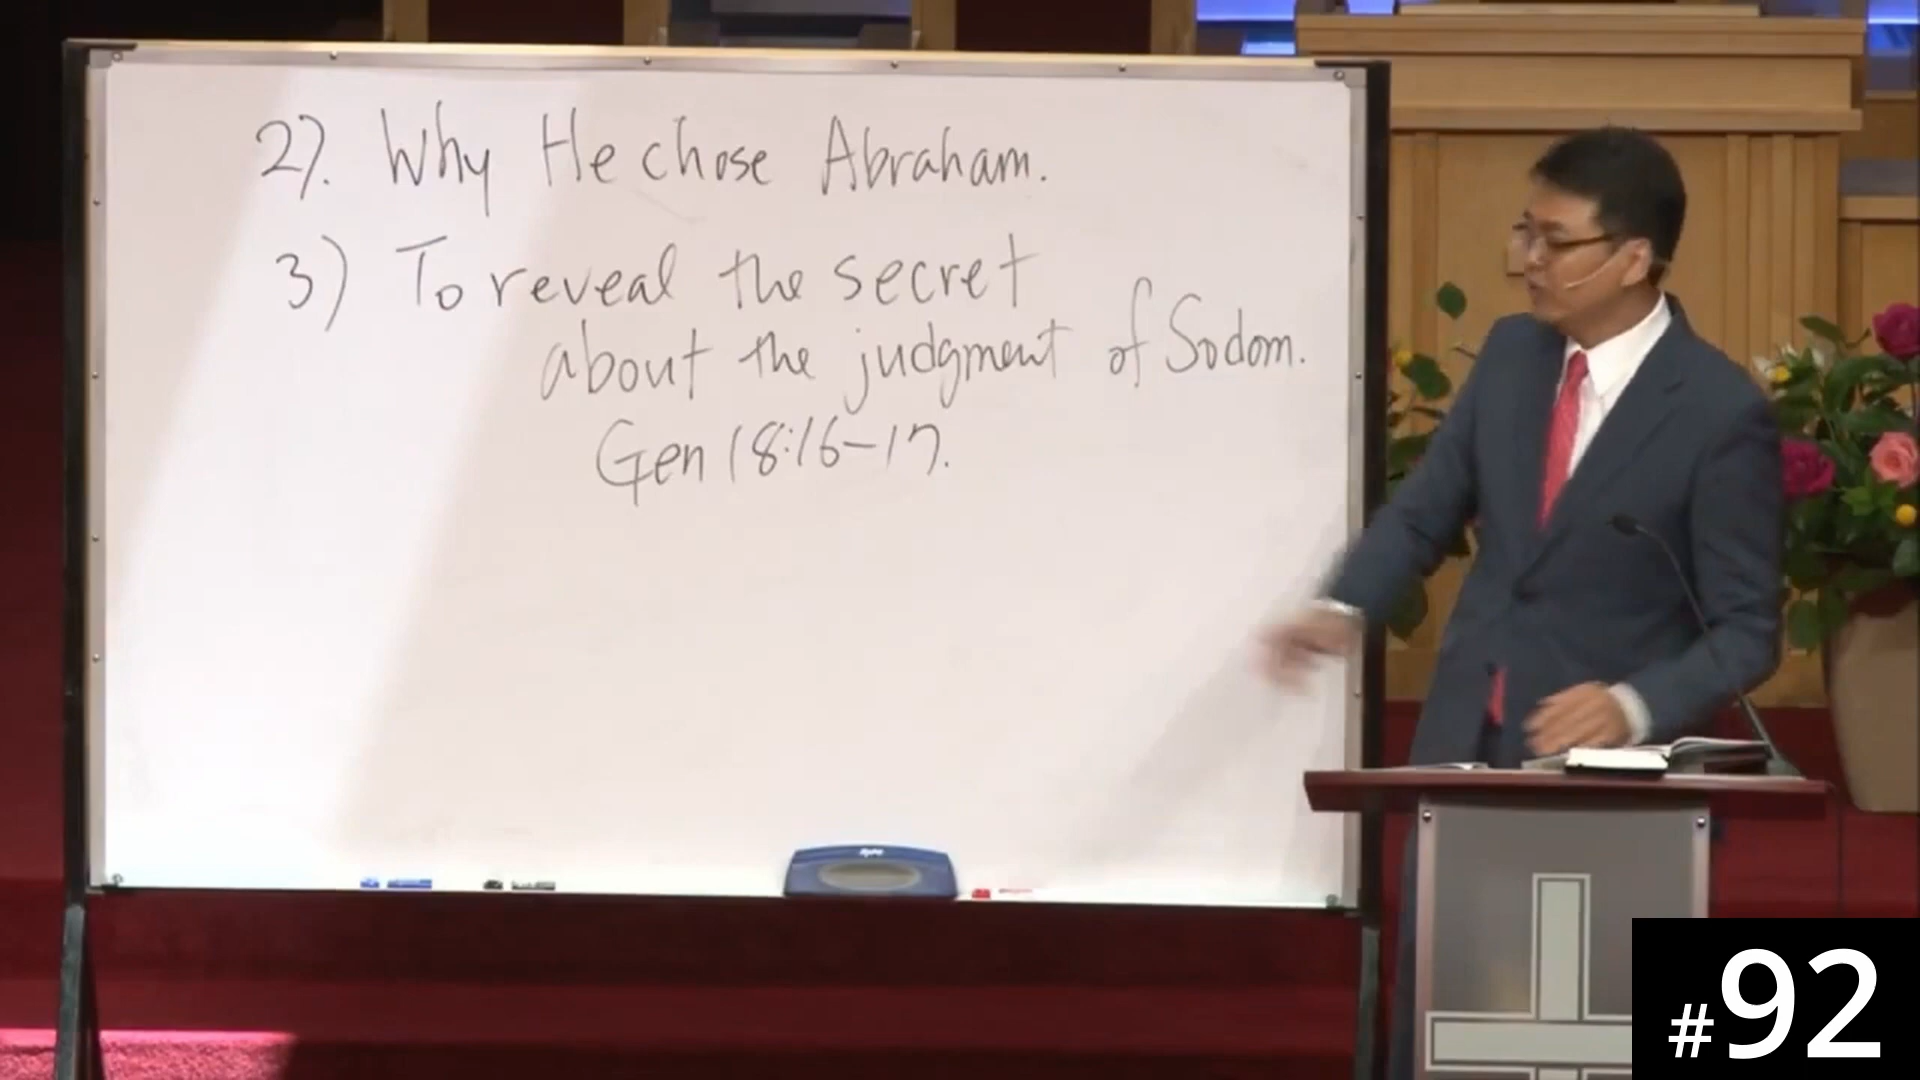 2). Why He chose Abraham.
3) To reveal the secret
about the judgment of Sodom.
Gen 18:16-17.
#92